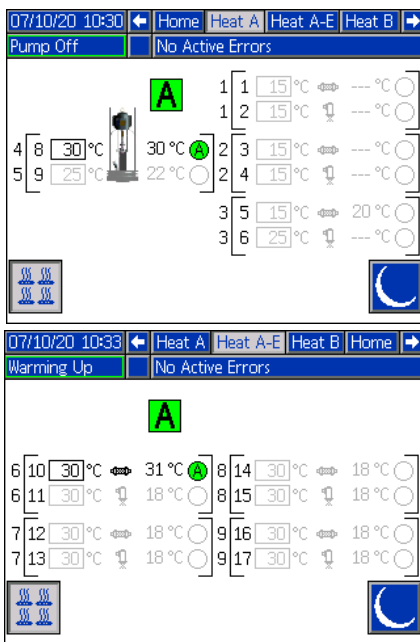 07/10/20 10:30 Home Heat A Heat A-E Heat B
Pump Off No Active Errors
A
1 1 15 °C --- °C
1 2 15 °C --- °C
4 8 30 °C 30 °C A 2 3 15 °C --- °C
5 9 25 °C 22 °C 2 4 15 °C --- °C
3 5 15 °C 20 °C
3 6 25 °C --- °C
07/10/20 10:33 Heat A Heat A-E Heat B Home
Warming Up No Active Errors
A
6 10 30 °C 31 °C A 8 14 30 °C 18 °C
6 11 30 °C 18 °C 8 15 30 °C 18 °C
7 12 30 °C 18 °C 9 16 30 °C 18 °C
7 13 30 °C 18 °C 9 17 30 °C 18 °C